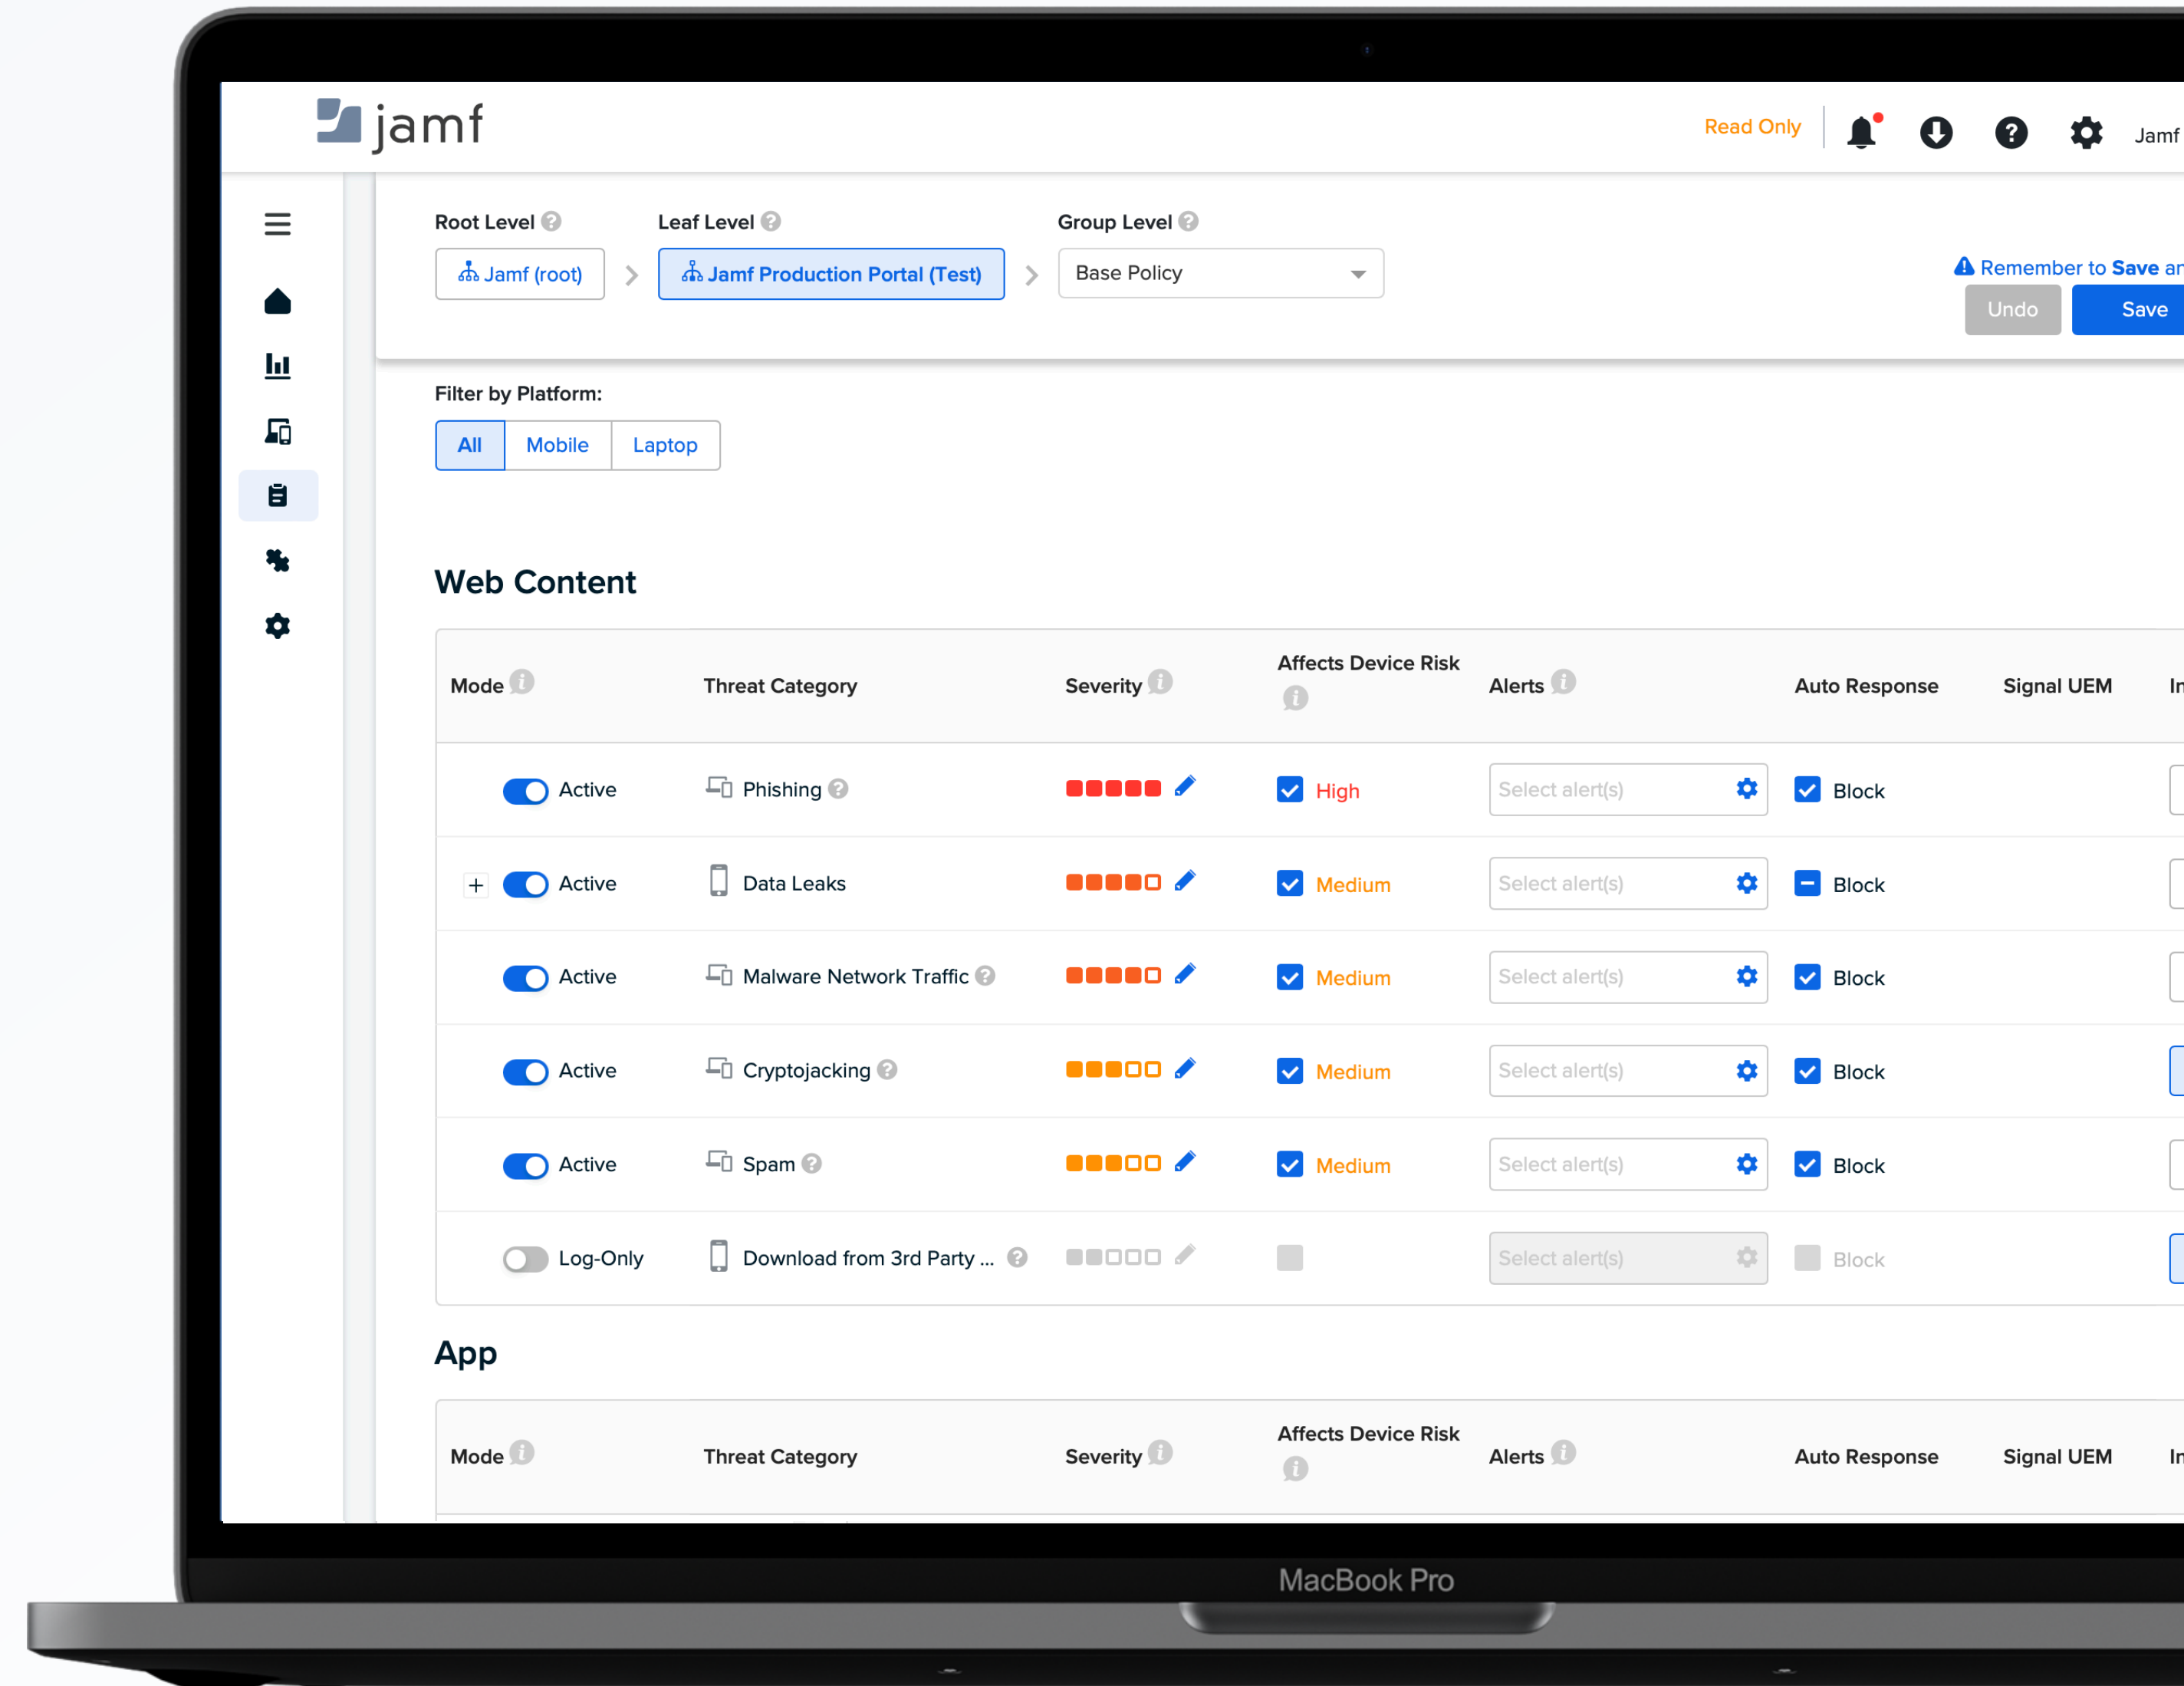 jamf
Read Only
Jamf
Root Level
Leaf Level
Group Level
Jamf (root)
Jamf Production Portal (Test)
Base Policy
Remember to Save an
Undo
Save
Filter by Platform:
All
Mobile
Laptop
Web Content
Mode
Threat Category
Severity
Affects Device Risk
Alerts
Auto Response
Signal UEM
Active
Phishing
High
Select alert(s)
Block
Active
Data Leaks
Medium
Select alert(s)
Block
Active
Malware Network Traffic
Medium
Select alert(s)
Block
Active
Cryptojacking
Medium
Select alert(s)
Block
Active
Spam
Medium
Select alert(s)
Block
Log-Only
Download from 3rd Party ...
Select alert(s)
Block
App
Mode
Threat Category
Severity
Affects Device Risk
Alerts
Auto Response
Signal UEM
MacBook Pro